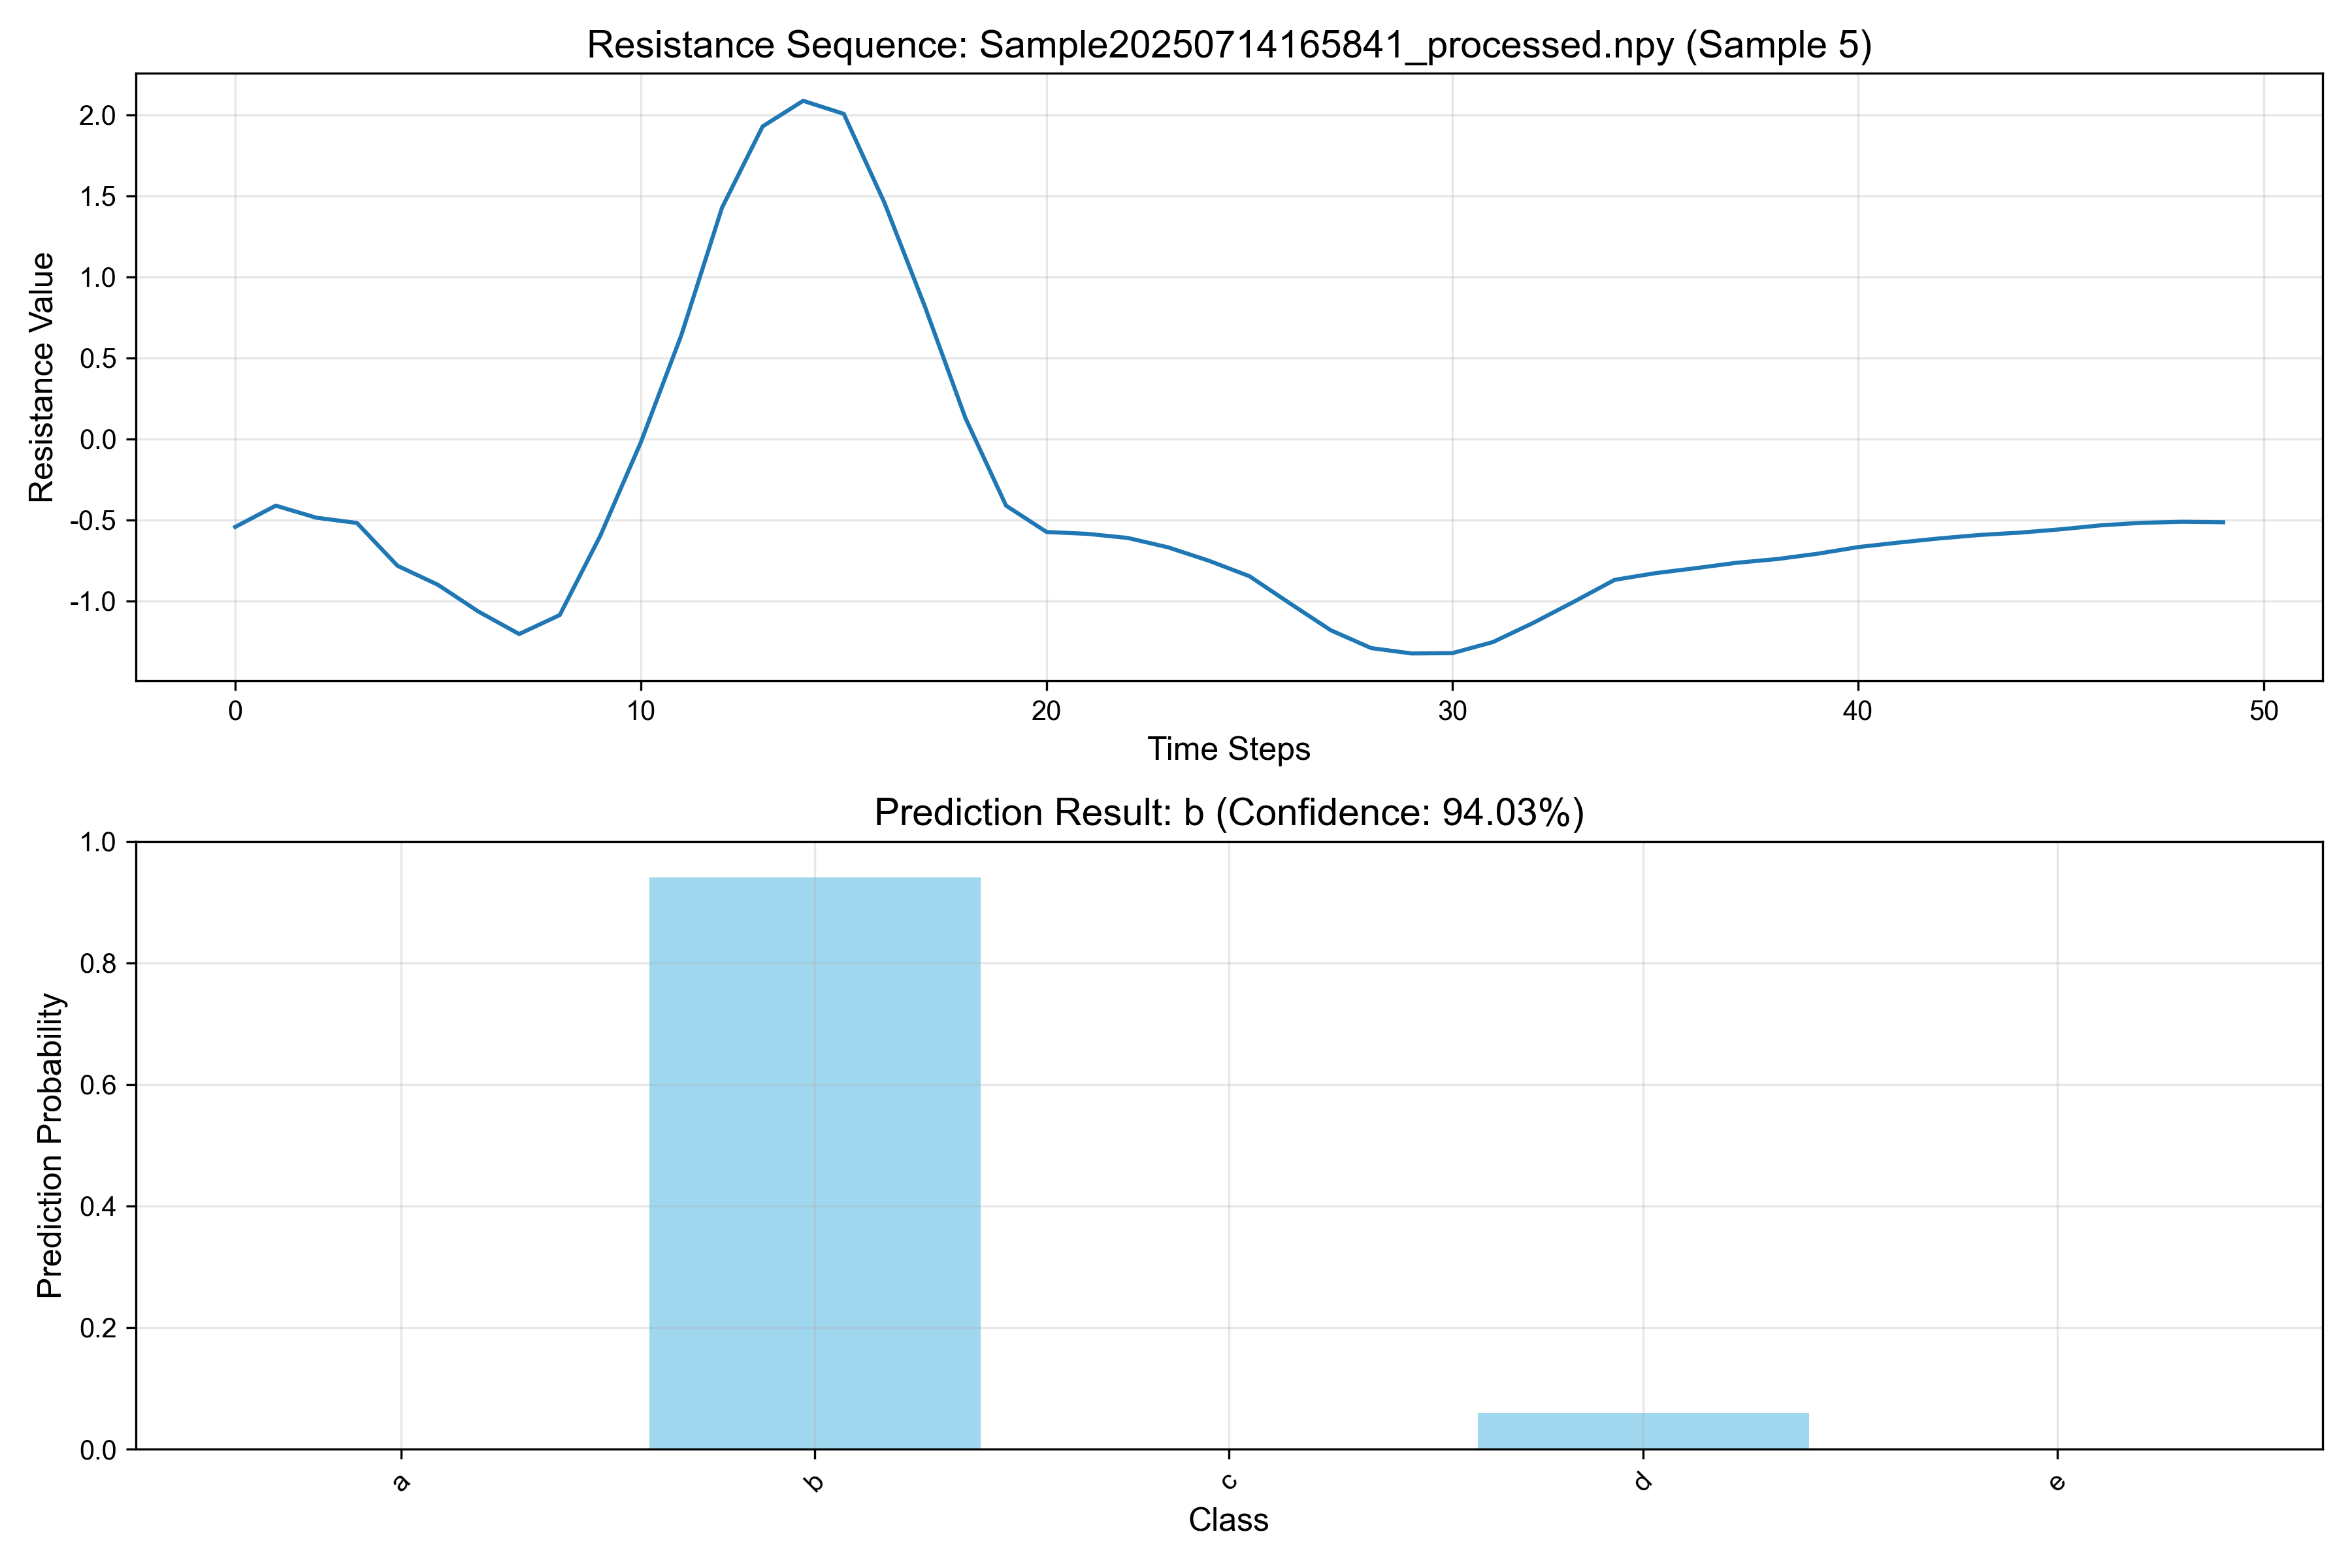 Resistance Sequence: Sample20250714165841_processed.npy (Sample 5)
Resistance Value
2.0
1.5
1.0
0.5
0.0
-0.5
-1.0
0 10 20 30 40 50
Time Steps
Prediction Result: b (Confidence: 94.03%)
Prediction Probability
1.0
0.8
0.6
0.4
0.2
0.0
a b c d e
Class